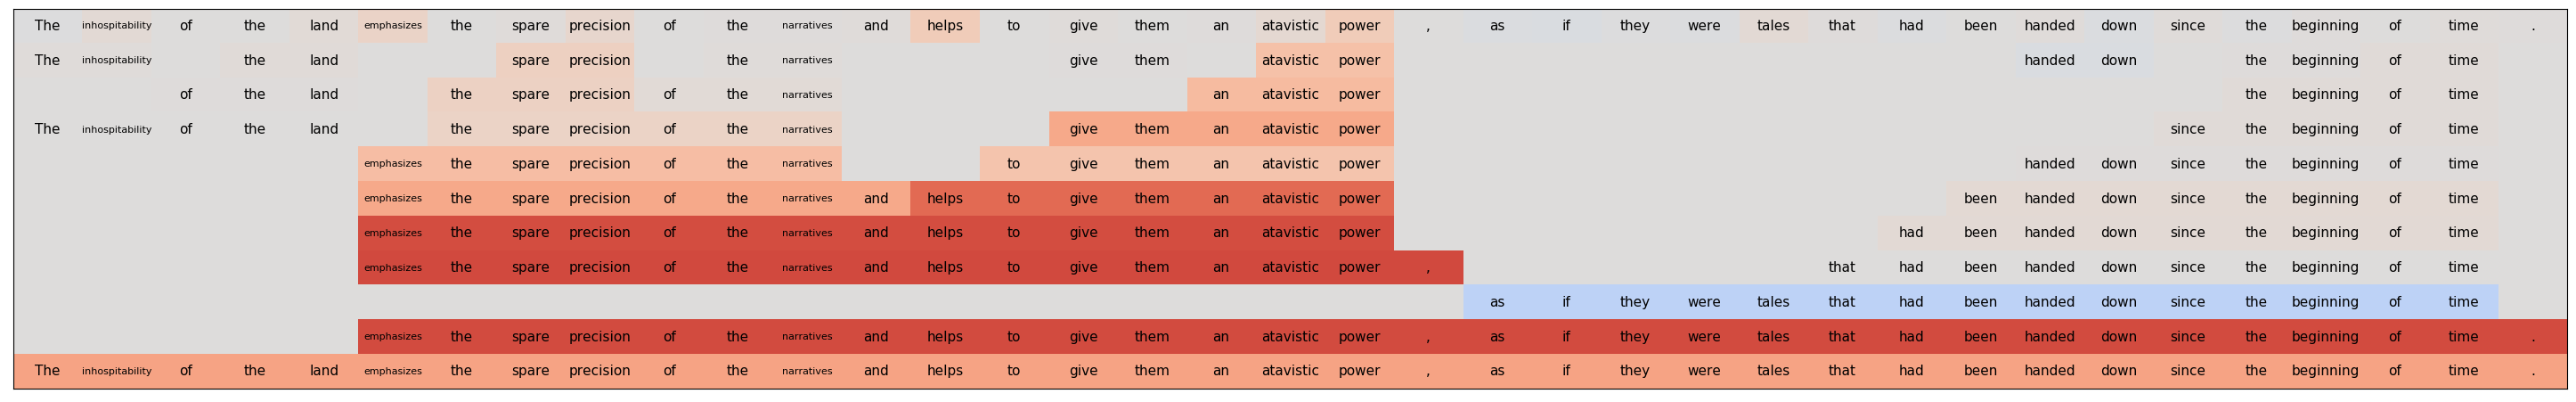 The inhospitability of the land emphasizes the spare precision of the narratives and helps to give them an atavistic power , as if they were tales that had been handed down since the beginning of time .
The inhospitability the land spare precision the narratives give them atavistic power handed down the beginning of time
of the land the spare precision of the narratives an atavistic power the beginning of time
The inhospitability of the land the spare precision of the narratives give them an atavistic power since the beginning of time
emphasizes the spare precision of the narratives to give them an atavistic power handed down since the beginning of time
emphasizes the spare precision of the narratives and helps to give them an atavistic power been handed down since the beginning of time
emphasizes the spare precision of the narratives and helps to give them an atavistic power had been handed down since the beginning of time
emphasizes the spare precision of the narratives and helps to give them an atavistic power , that had been handed down since the beginning of time
as if they were tales that had been handed down since the beginning of time
emphasizes the spare precision of the narratives and helps to give them an atavistic power , as if they were tales that had been handed down since the beginning of time .
The inhospitability of the land emphasizes the spare precision of the narratives and helps to give them an atavistic power , as if they were tales that had been handed down since the beginning of time .